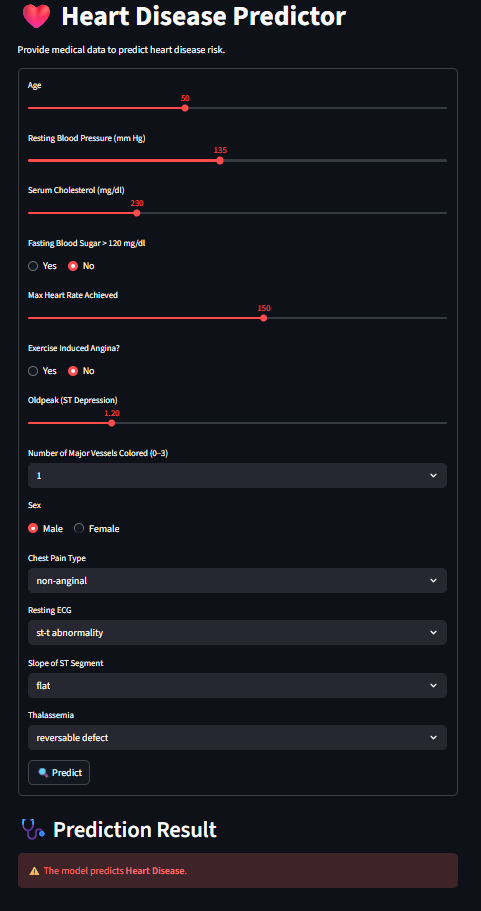 Heart Disease Predictor
Provide medical data to predict heart disease risk.
Age
50
Resting Blood Pressure (mm Hg)
135
Serum Cholesterol (mg/dl)
230
Fasting Blood Sugar > 120 mg/dl
Yes No
Max Heart Rate Achieved
150
Exercise Induced Angina?
Yes No
Oldpeak (ST Depression)
1.20
Number of Major Vessels Colored (0–3)
1
Sex
Male Female
Chest Pain Type
non-anginal
Resting ECG
st-t abnormality
Slope of ST Segment
flat
Thalassemia
reversable defect
Predict
Prediction Result
The model predicts Heart Disease.